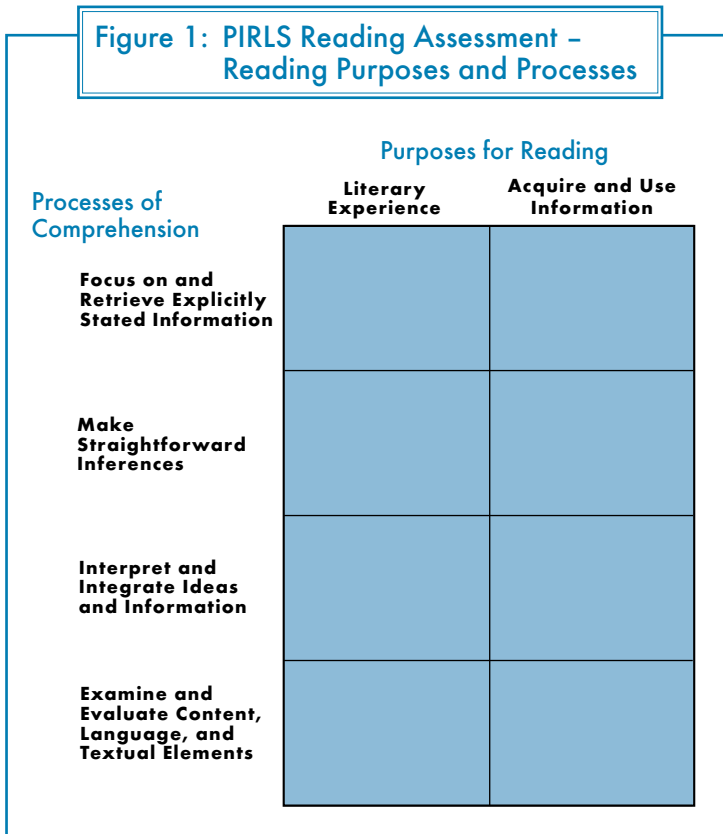 Figure 1: PIRLS Reading Assessment –
Reading Purposes and Processes
Purposes for Reading
Processes of
Comprehension
Literary
Experience
Acquire and Use
Information
Focus on and
Retrieve Explicitly
Stated Information
Make
Straightforward
Inferences
Interpret and
Integrate Ideas
and Information
Examine and
Evaluate Content,
Language, and
Textual Elements